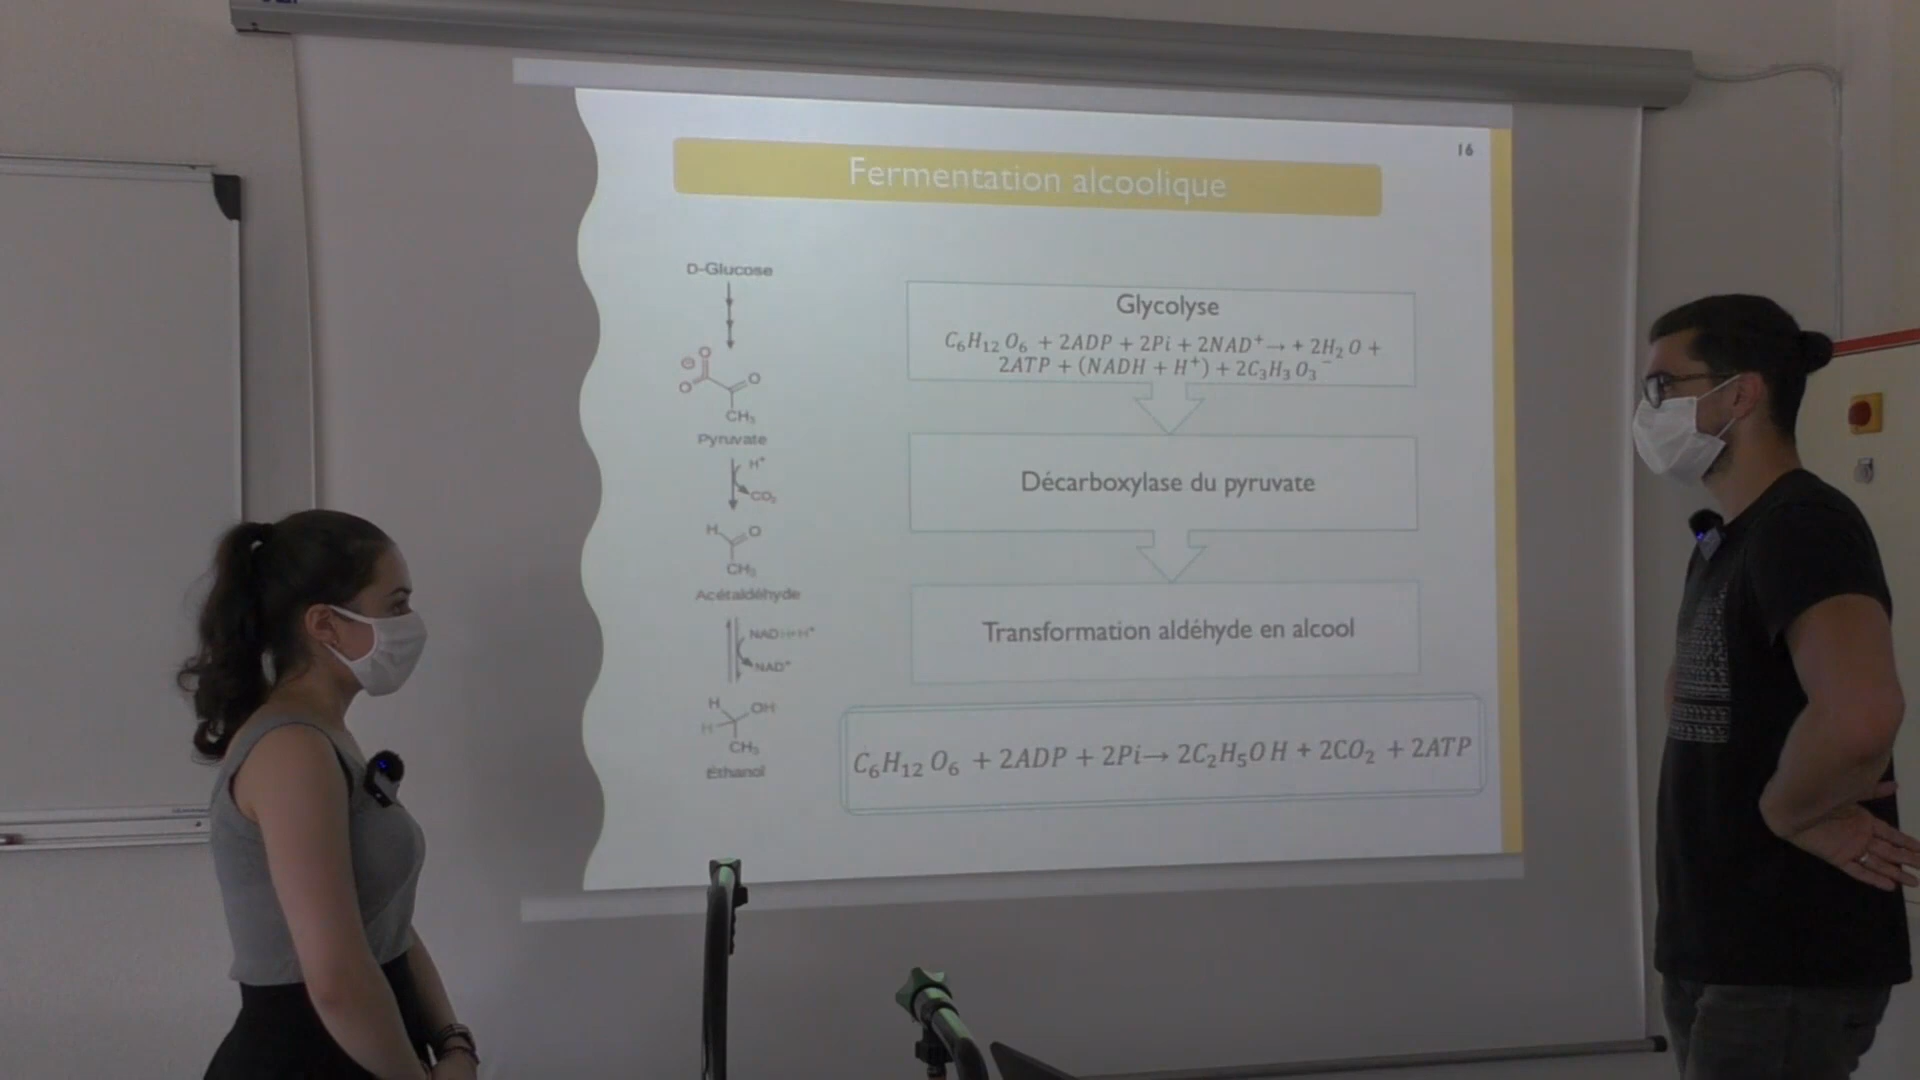 16
Fermentation alcoolique
D-Glucose
⊖
O
O
O
CH₃
Pyruvate
H⁺
CO₂
H
O
CH₃
Acétaldéhyde
NADH+H⁺
NAD⁺
H
OH
H
CH₃
Éthanol
Glycolyse
C₆H₁₂O₆ + 2ADP + 2Pi + 2NAD⁺→ + 2H₂O +
2ATP + (NADH + H⁺) + 2C₃H₃O₃⁻
Décarboxylase du pyruvate
Transformation aldéhyde en alcool
C₆H₁₂O₆ + 2ADP + 2Pi→ 2C₂H₅OH + 2CO₂ + 2ATP